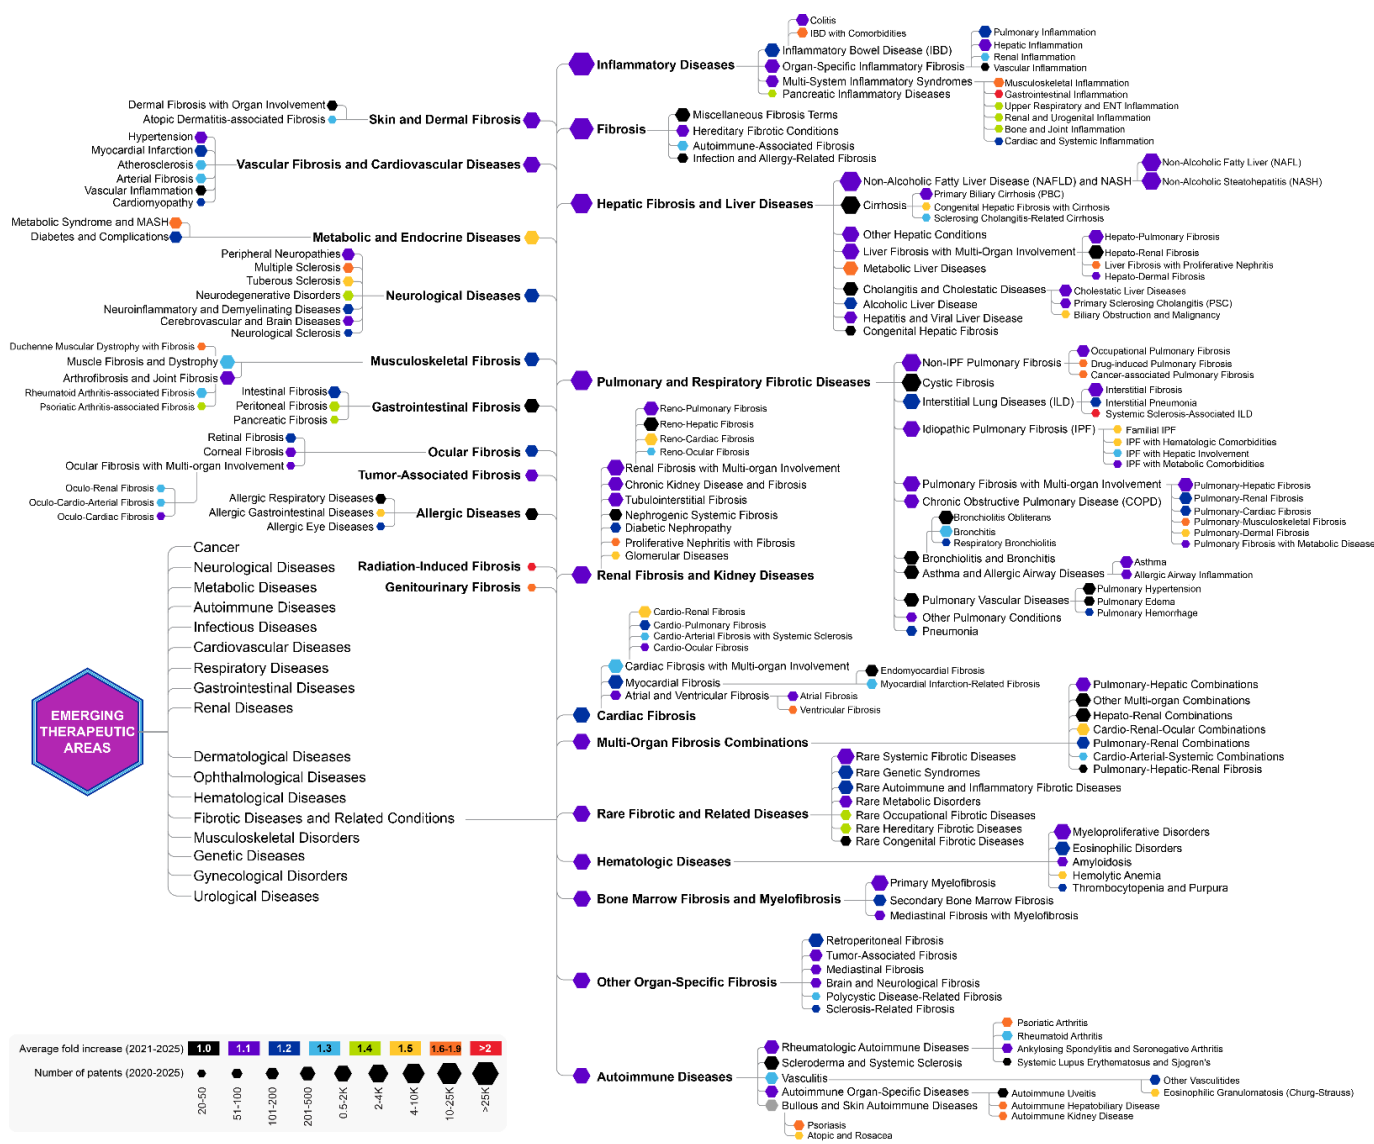 EMERGING
THERAPEUTIC
AREAS
Cancer
Neurological Diseases
Metabolic Diseases
Autoimmune Diseases
Infectious Diseases
Cardiovascular Diseases
Respiratory Diseases
Gastrointestinal Diseases
Renal Diseases
Dermatological Diseases
Ophthalmological Diseases
Hematological Diseases
Fibrotic Diseases and Related Conditions
Musculoskeletal Disorders
Genetic Diseases
Gynecological Disorders
Urological Diseases
Dermal Fibrosis with Organ Involvement
Atopic Dermatitis-associated Fibrosis
Skin and Dermal Fibrosis
Hypertension
Myocardial Infarction
Atherosclerosis
Arterial Fibrosis
Vascular Inflammation
Cardiomyopathy
Vascular Fibrosis and Cardiovascular Diseases
Metabolic Syndrome and MASH
Diabetes and Complications
Metabolic and Endocrine Diseases
Peripheral Neuropathies
Multiple Sclerosis
Tuberous Sclerosis
Neurodegenerative Disorders
Neuroinflammatory and Demyelinating Diseases
Cerebrovascular and Brain Diseases
Neurological Sclerosis
Neurological Diseases
Duchenne Muscular Dystrophy with Fibrosis
Muscle Fibrosis and Dystrophy
Arthrofibrosis and Joint Fibrosis
Rheumatoid Arthritis-associated Fibrosis
Psoriatic Arthritis-associated Fibrosis
Musculoskeletal Fibrosis
Intestinal Fibrosis
Peritoneal Fibrosis
Pancreatic Fibrosis
Gastrointestinal Fibrosis
Retinal Fibrosis
Corneal Fibrosis
Ocular Fibrosis with Multi-organ Involvement
Oculo-Renal Fibrosis
Oculo-Cardio-Arterial Fibrosis
Oculo-Cardiac Fibrosis
Ocular Fibrosis
Tumor-Associated Fibrosis
Allergic Respiratory Diseases
Allergic Gastrointestinal Diseases
Allergic Eye Diseases
Allergic Diseases
Radiation-Induced Fibrosis
Genitourinary Fibrosis
Inflammatory Diseases
Colitis
IBD with Comorbidities
Inflammatory Bowel Disease (IBD)
Organ-Specific Inflammatory Fibrosis
Multi-System Inflammatory Syndromes
Pancreatic Inflammatory Diseases
Pulmonary Inflammation
Hepatic Inflammation
Renal Inflammation
Vascular Inflammation
Musculoskeletal Inflammation
Gastrointestinal Inflammation
Upper Respiratory and ENT Inflammation
Renal and Urogenital Inflammation
Bone and Joint Inflammation
Cardiac and Systemic Inflammation
Fibrosis
Miscellaneous Fibrosis Terms
Hereditary Fibrotic Conditions
Autoimmune-Associated Fibrosis
Infection and Allergy-Related Fibrosis
Hepatic Fibrosis and Liver Diseases
Non-Alcoholic Fatty Liver Disease (NAFLD) and NASH
Non-Alcoholic Fatty Liver (NAFL)
Non-Alcoholic Steatohepatitis (NASH)
Cirrhosis
Primary Biliary Cirrhosis (PBC)
Congenital Hepatic Fibrosis with Cirrhosis
Sclerosing Cholangitis-Related Cirrhosis
Other Hepatic Conditions
Liver Fibrosis with Multi-Organ Involvement
Hepato-Pulmonary Fibrosis
Hepato-Renal Fibrosis
Liver Fibrosis with Proliferative Nephritis
Hepato-Dermal Fibrosis
Metabolic Liver Diseases
Cholangitis and Cholestatic Diseases
Cholestatic Liver Diseases
Primary Sclerosing Cholangitis (PSC)
Biliary Obstruction and Malignancy
Alcoholic Liver Disease
Hepatitis and Viral Liver Disease
Congenital Hepatic Fibrosis
Pulmonary and Respiratory Fibrotic Diseases
Non-IPF Pulmonary Fibrosis
Occupational Pulmonary Fibrosis
Drug-induced Pulmonary Fibrosis
Cancer-associated Pulmonary Fibrosis
Cystic Fibrosis
Interstitial Lung Diseases (ILD)
Interstitial Fibrosis
Interstitial Pneumonia
Systemic Sclerosis-Associated ILD
Idiopathic Pulmonary Fibrosis (IPF)
Familial IPF
IPF with Hematologic Comorbidities
IPF with Hepatic Involvement
IPF with Metabolic Comorbidities
Pulmonary Fibrosis with Multi-organ Involvement
Pulmonary-Hepatic Fibrosis
Pulmonary-Renal Fibrosis
Pulmonary-Cardiac Fibrosis
Pulmonary-Musculoskeletal Fibrosis
Pulmonary-Dermal Fibrosis
Pulmonary Fibrosis with Metabolic Disease
Chronic Obstructive Pulmonary Disease (COPD)
Bronchiolitis Obliterans
Bronchitis
Respiratory Bronchiolitis
Bronchiolitis and Bronchitis
Asthma and Allergic Airway Diseases
Asthma
Allergic Airway Inflammation
Pulmonary Vascular Diseases
Pulmonary Hypertension
Pulmonary Edema
Pulmonary Hemorrhage
Other Pulmonary Conditions
Pneumonia
Reno-Pulmonary Fibrosis
Reno-Hepatic Fibrosis
Reno-Cardiac Fibrosis
Reno-Ocular Fibrosis
Renal Fibrosis with Multi-organ Involvement
Chronic Kidney Disease and Fibrosis
Tubulointerstitial Fibrosis
Nephrogenic Systemic Fibrosis
Diabetic Nephropathy
Proliferative Nephritis with Fibrosis
Glomerular Diseases
Renal Fibrosis and Kidney Diseases
Cardio-Renal Fibrosis
Cardio-Pulmonary Fibrosis
Cardio-Arterial Fibrosis with Systemic Sclerosis
Cardio-Ocular Fibrosis
Cardiac Fibrosis with Multi-organ Involvement
Myocardial Fibrosis
Endomyocardial Fibrosis
Myocardial Infarction-Related Fibrosis
Atrial and Ventricular Fibrosis
Atrial Fibrosis
Ventricular Fibrosis
Cardiac Fibrosis
Multi-Organ Fibrosis Combinations
Pulmonary-Hepatic Combinations
Other Multi-organ Combinations
Hepato-Renal Combinations
Cardio-Renal-Ocular Combinations
Pulmonary-Renal Combinations
Cardio-Arterial-Systemic Combinations
Pulmonary-Hepatic-Renal Fibrosis
Rare Fibrotic and Related Diseases
Rare Systemic Fibrotic Diseases
Rare Genetic Syndromes
Rare Autoimmune and Inflammatory Fibrotic Diseases
Rare Metabolic Disorders
Rare Occupational Fibrotic Diseases
Rare Hereditary Fibrotic Diseases
Rare Congenital Fibrotic Diseases
Hematologic Diseases
Myeloproliferative Disorders
Eosinophilic Disorders
Amyloidosis
Hemolytic Anemia
Thrombocytopenia and Purpura
Bone Marrow Fibrosis and Myelofibrosis
Primary Myelofibrosis
Secondary Bone Marrow Fibrosis
Mediastinal Fibrosis with Myelofibrosis
Other Organ-Specific Fibrosis
Retroperitoneal Fibrosis
Tumor-Associated Fibrosis
Mediastinal Fibrosis
Brain and Neurological Fibrosis
Polycystic Disease-Related Fibrosis
Sclerosis-Related Fibrosis
Autoimmune Diseases
Rheumatologic Autoimmune Diseases
Psoriatic Arthritis
Rheumatoid Arthritis
Ankylosing Spondylitis and Seronegative Arthritis
Systemic Lupus Erythematosus and Sjogren's
Scleroderma and Systemic Sclerosis
Vasculitis
Other Vasculitides
Eosinophilic Granulomatosis (Churg-Strauss)
Autoimmune Organ-Specific Diseases
Autoimmune Uveitis
Autoimmune Hepatobiliary Disease
Autoimmune Kidney Disease
Bullous and Skin Autoimmune Diseases
Psoriasis
Atopic and Rosacea
Average fold increase (2021-2025) 1.0 1.1 1.2 1.3 1.4 1.5 1.6-1.9 >2
Number of patents (2020-2025)
20-50 51-100 101-200 201-500 0.5-2K 2-4K 4-10K 10-25K >25K